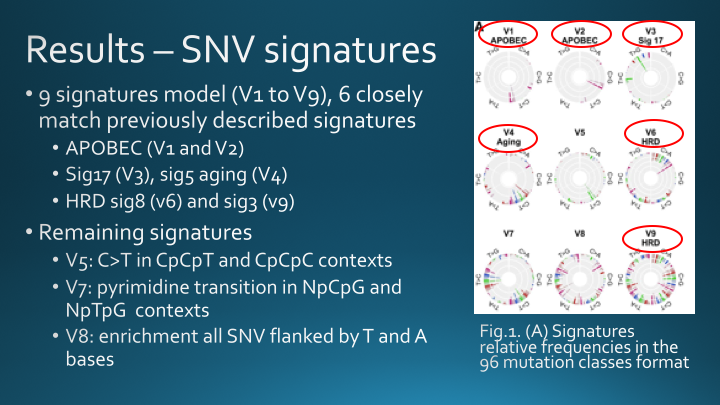 Results – SNV signatures
• 9 signatures model (V1 to V9), 6 closely
match previously described signatures
• APOBEC (V1 and V2)
• Sig17 (V3), sig5 aging (V4)
• HRD sig8 (v6) and sig3 (v9)
• Remaining signatures
• V5: C>T in CpCpT and CpCpC contexts
• V7: pyrimidine transition in NpCpG and
NpTpG contexts
• V8: enrichment all SNV flanked by T and A
bases
A
V1
APOBEC
V2
APOBEC
V3
Sig 17
T>G C>A T>G C>A T>G C>A
T>C C>G T>C C>G T>C C>G
T>A C>T T>A C>T T>A C>T
V4
Aging
V5
V6
HRD
T>G C>A T>G C>A T>G C>A
T>C C>G T>C C>G T>C C>G
T>A C>T T>A C>T T>A C>T
V7
V8
V9
HRD
T>G C>A T>G C>A T>G C>A
T>C C>G T>C C>G T>C C>G
T>A C>T T>A C>T T>A C>T
Fig.1. (A) Signatures
relative frequencies in the
96 mutation classes format